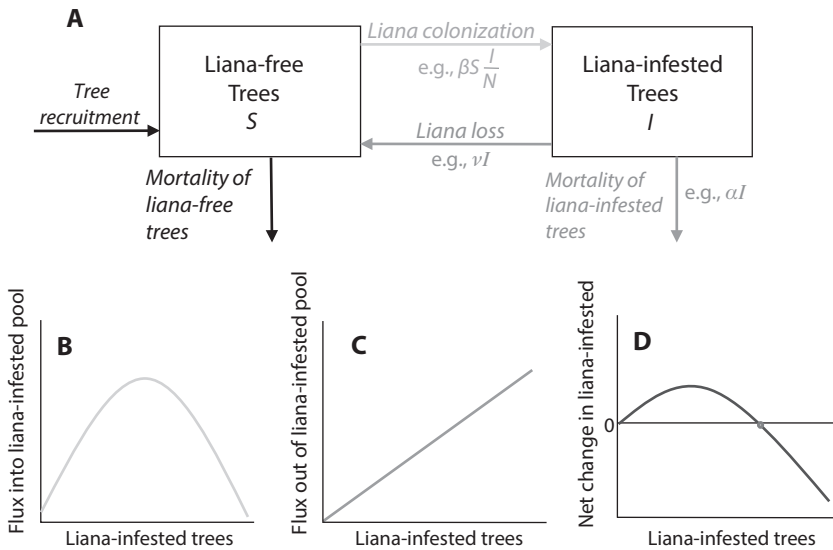 A
Liana-free
Trees
S
Liana colonization
e.g., βS I/N
Liana-infested
Trees
I
Tree
recruitment
Liana loss
e.g., νI
Mortality of
liana-free
trees
Mortality of
liana-infested
trees
e.g., αI
B
Flux into liana-infested pool
Liana-infested trees
C
Flux out of liana-infested pool
Liana-infested trees
D
Net change in liana-infested
0
Liana-infested trees